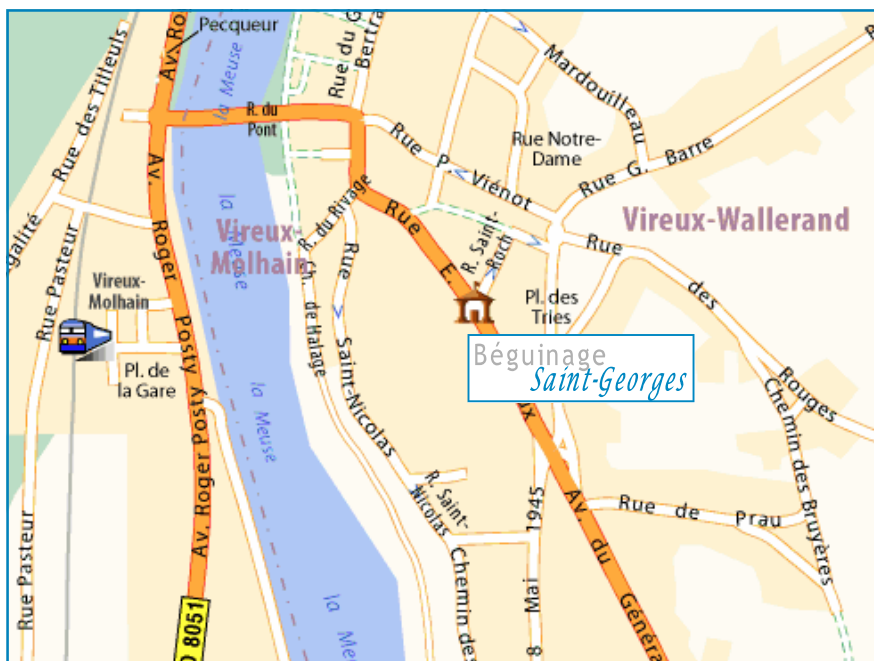 Pecqueur
Av. Ro
Rue du G
Bertra
Mardouilleau
la Meuse
R. du
Pont
Rue des Tilleuls
Rue Notre-
Dame
Rue P. Viénot
Rue G. Barre
Av. Roger Posty
la Meuse
Vireux-
Molhain
R. du Rivage
Rue E
R. Saint-
Roch
Vireux-Wallerand
galité
Rue Pasteur
Vireux-
Molhain
Ch. de Halage
Rue Saint-Nicolas
Pl. des
Tries
Rue des Rouges
Pl. de
la Gare
Béguinage
Saint-Georges
ux
la Meuse
Chemin des Bruyères
Av. Roger Posty
R. Saint-
Nicolas
Rue de Prau
Rue Pasteur
8 Mai 1945
Av. du Généra
Chemin des
la Me
D 8051